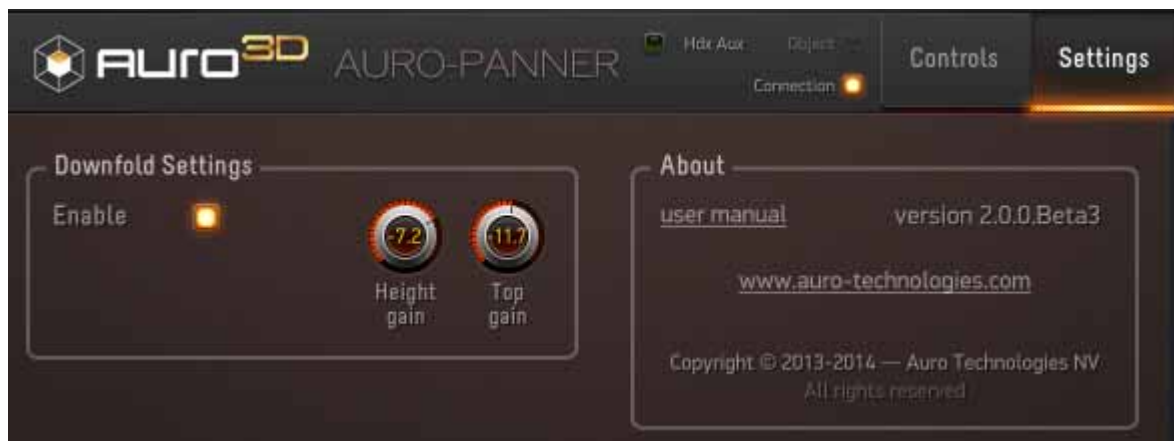 AURO 3D AURO-PANNER Hdx Aux Object Controls Settings
Connection
Downfold Settings
Enable
-7.2 -11.7
Height gain
Top gain
About
user manual version 2.0.0.Beta3
www.auro-technologies.com
Copyright © 2013-2014 — Auro Technologies NV
All rights reserved